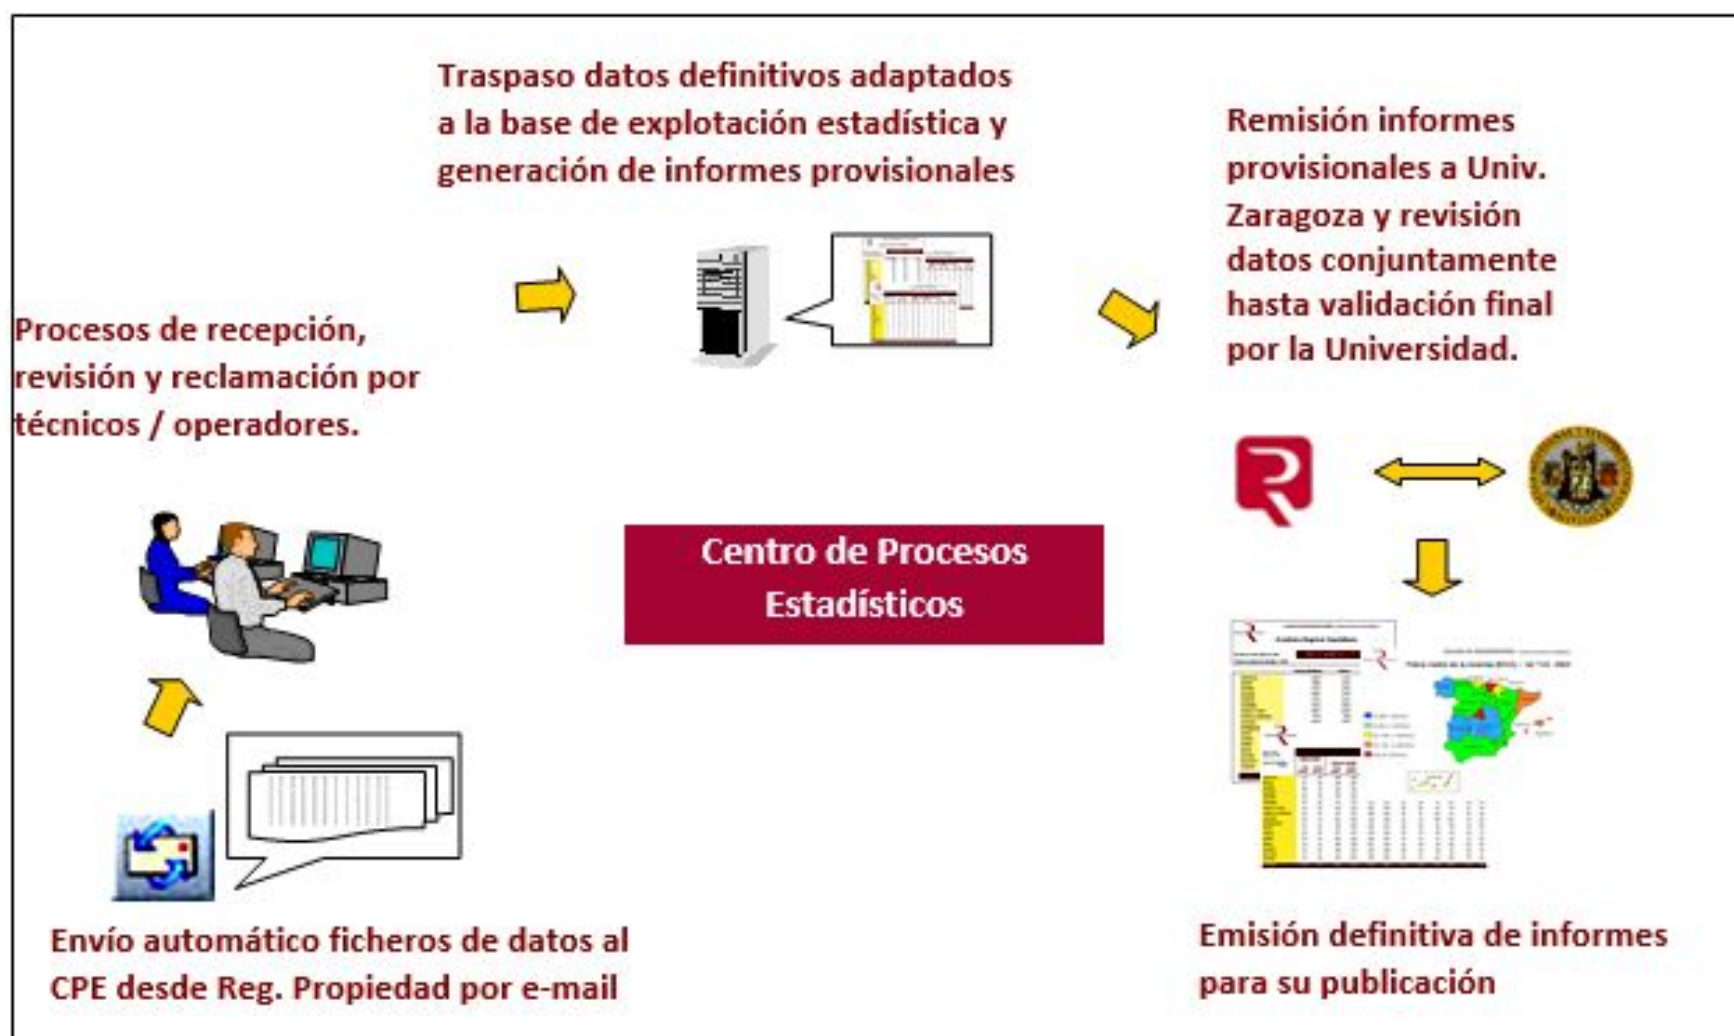 Traspaso datos definitivos adaptados
a la base de explotación estadística y
generación de informes provisionales
Remisión informes
provisionales a Univ.
Zaragoza y revisión
datos conjuntamente
hasta validación final
por la Universidad.
Procesos de recepción,
revisión y reclamación por
técnicos / operadores.
Centro de Procesos
Estadísticos
Envío automático ficheros de datos al
CPE desde Reg. Propiedad por e-mail
Emisión definitiva de informes
para su publicación